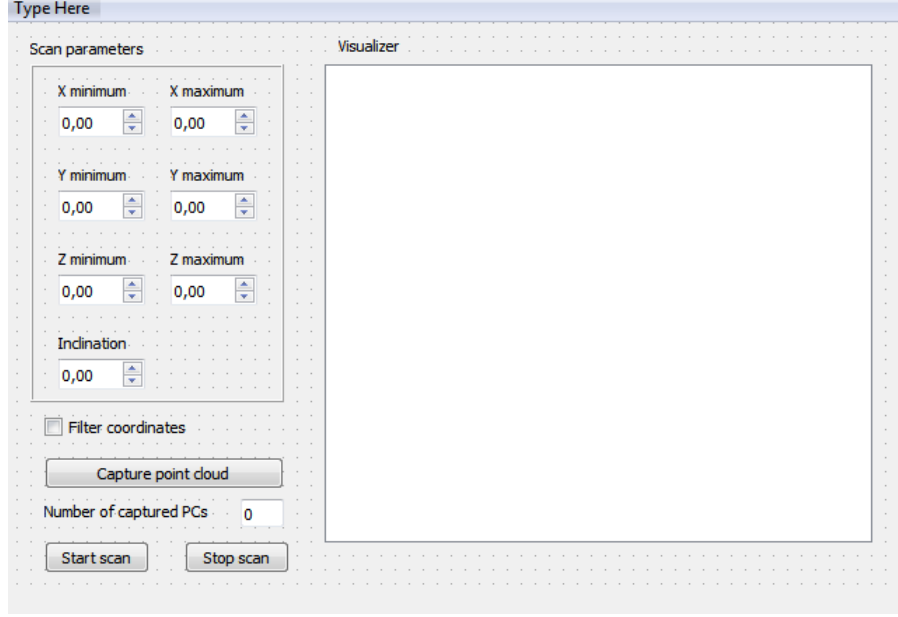 Type Here
Scan parameters
Visualizer
X minimum X maximum
0,00 0,00
Y minimum Y maximum
0,00 0,00
Z minimum Z maximum
0,00 0,00
Inclination
0,00
Filter coordinates
Capture point cloud
Number of captured PCs 0
Start scan Stop scan